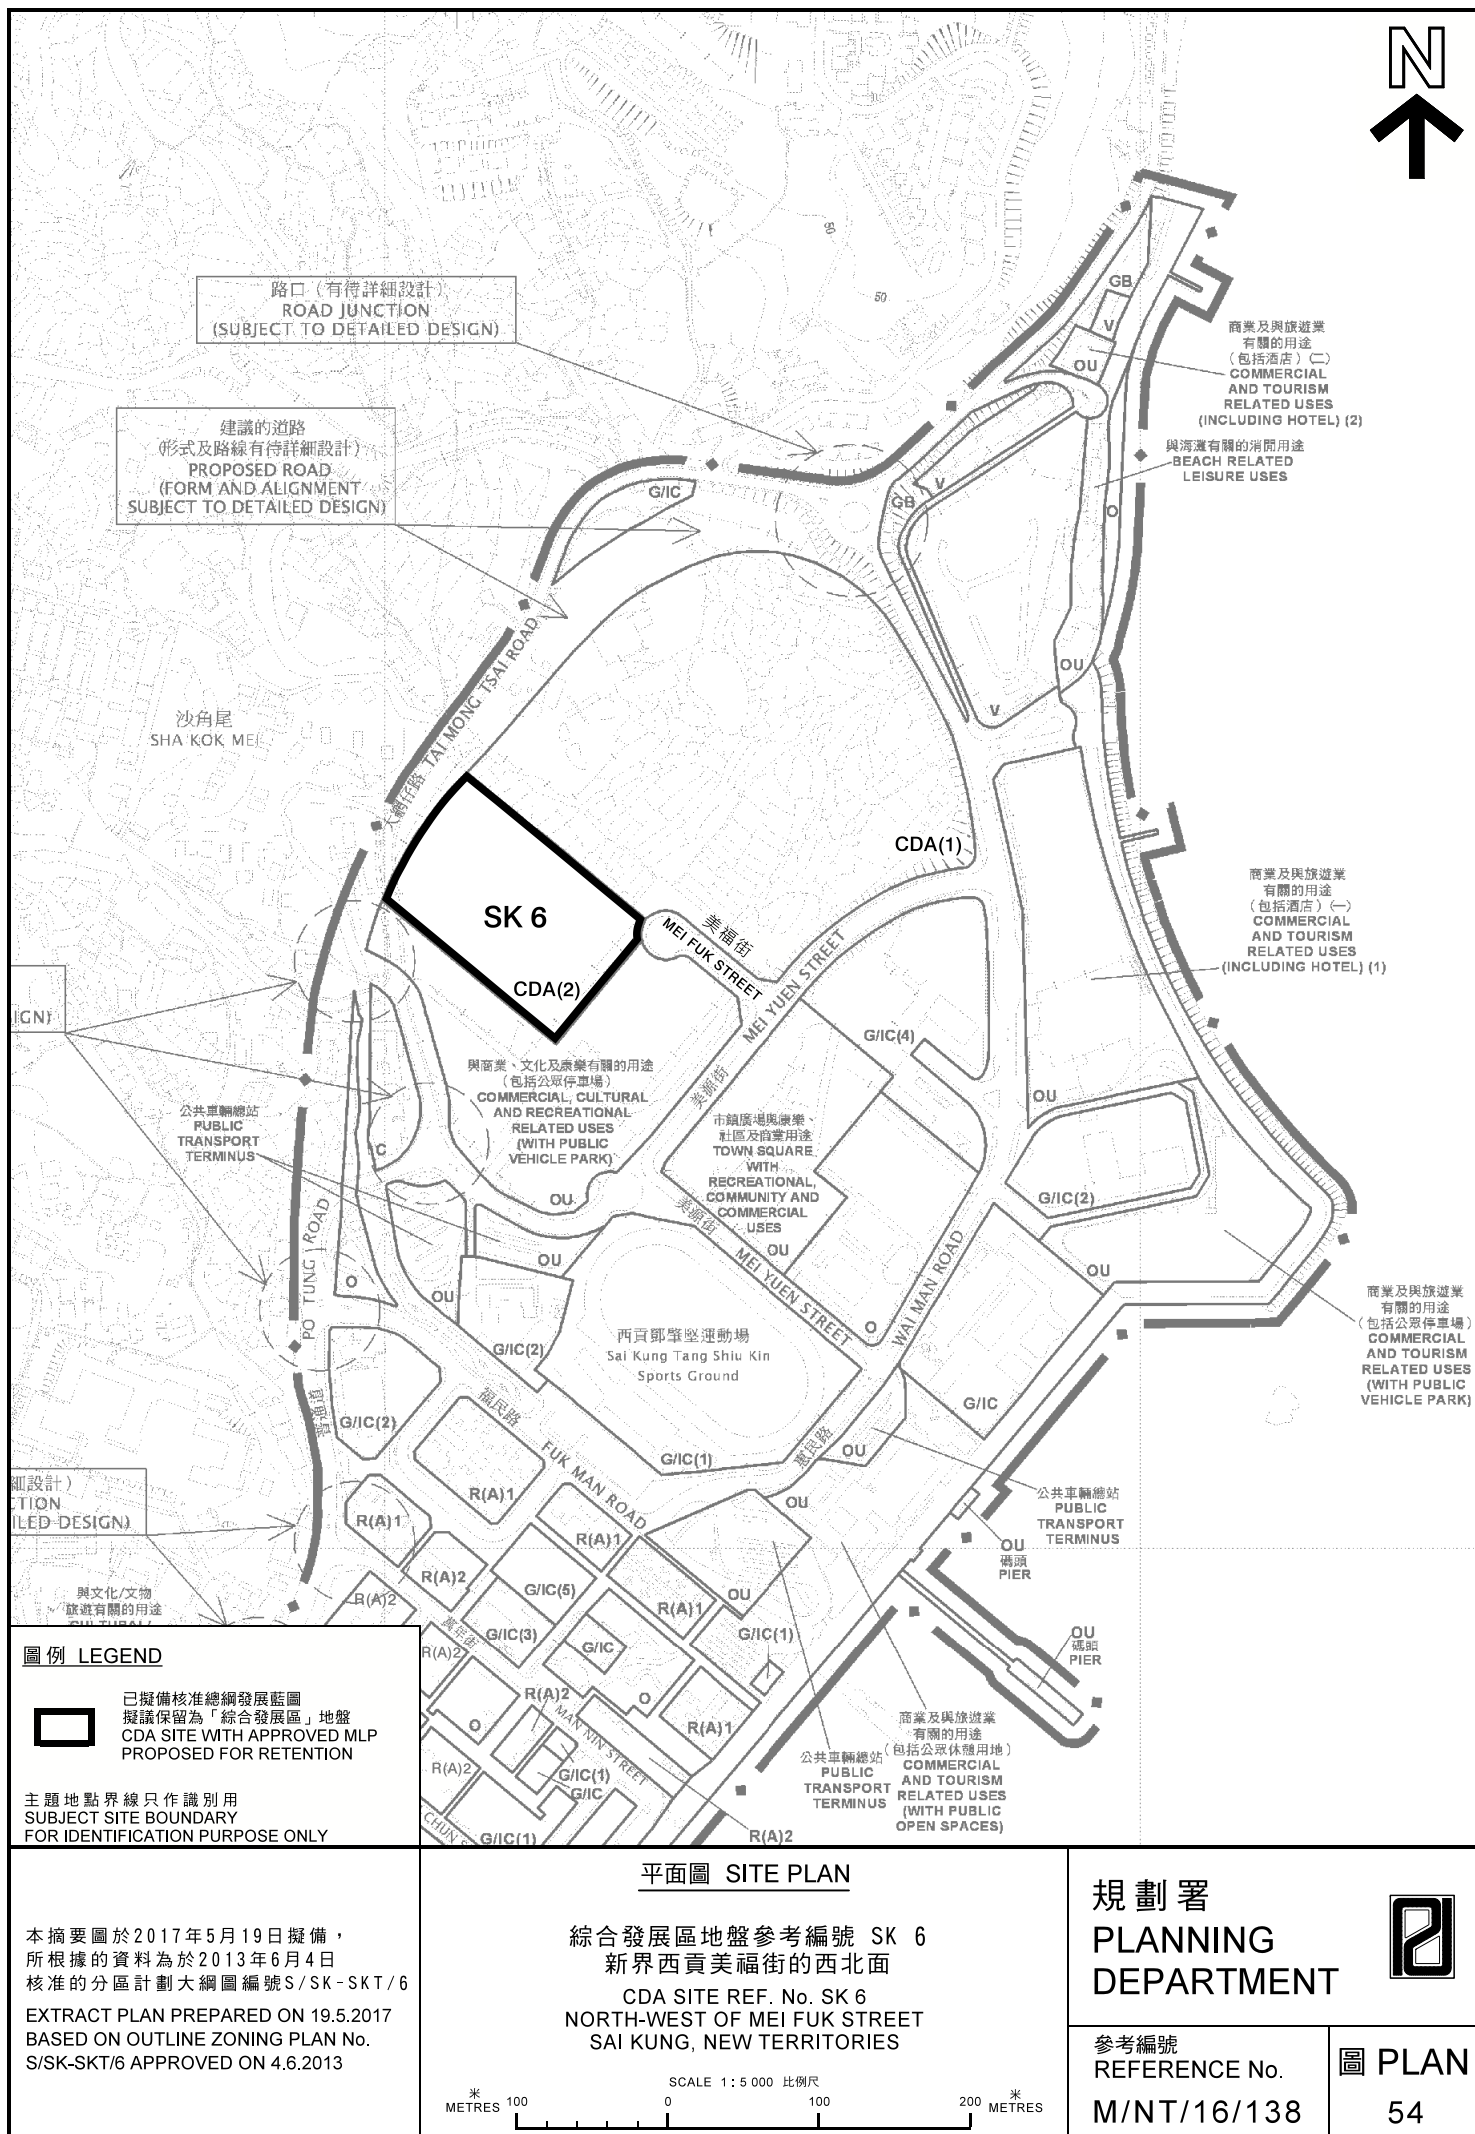 N
路口（有待詳細設計）
ROAD JUNCTION
(SUBJECT TO DETAILED DESIGN)
建議的道路
(形式及路線有待詳細設計)
PROPOSED ROAD
(FORM AND ALIGNMENT
SUBJECT TO DETAILED DESIGN)
50
50
GB
V
OU
商業及與旅遊業
有關的用途
（包括酒店）(二)
COMMERCIAL
AND TOURISM
RELATED USES
(INCLUDING HOTEL) (2)
與海灘有關的消閒用途
BEACH RELATED
LEISURE USES
G/IC
GB
V
O
OU
V
大網仔路 TAI MONG TSAI ROAD
沙角尾
SHA KOK MEI
CDA(1)
SK 6
CDA(2)
美福街
MEI FUK STREET
MEI YUEN STREET
美源街
商業及與旅遊業
有關的用途
（包括酒店）(一)
COMMERCIAL
AND TOURISM
RELATED USES
(INCLUDING HOTEL) (1)
IGN)
G/IC(4)
OU
與商業、文化及康樂有關的用途
（包括公眾停車場）
COMMERCIAL, CULTURAL
AND RECREATIONAL
RELATED USES
(WITH PUBLIC
VEHICLE PARK)
OU
公共車輛總站
PUBLIC
TRANSPORT
TERMINUS
C
市鎮廣場與康樂、
社區及商業用途
TOWN SQUARE
WITH
RECREATIONAL,
COMMUNITY AND
COMMERCIAL
USES
OU
G/IC(2)
美源街
MEI YUEN STREET
WAI MAN ROAD
惠民路
PO TUNG ROAD
普通道
O
OU
OU
G/IC(2)
西貢鄧肇堅運動場
Sai Kung Tang Shiu Kin
Sports Ground
O
OU
G/IC
商業及與旅遊業
有關的用途
（包括公眾停車場）
COMMERCIAL
AND TOURISM
RELATED USES
(WITH PUBLIC
VEHICLE PARK)
G/IC(2)
福民路
FUK MAN ROAD
G/IC(1)
OU
OU
公共車輛總站
PUBLIC
TRANSPORT
TERMINUS
細設計）
CTION
ILED DESIGN)
R(A)1
R(A)1
R(A)1
R(A)2
R(A)2
G/IC(5)
R(A)1
OU
OU
碼頭
PIER
與文化/文物
旅遊有關的用途
CULTURAL/
萬年街
R(A)2
G/IC(3)
G/IC
G/IC(1)
OU
碼頭
PIER
R(A)2
O
O
R(A)1
MAN NIN STREET
R(A)2
G/IC(1)
G/IC
CHUN
G/IC(1)
R(A)2
公共車輛總站
PUBLIC
TRANSPORT
TERMINUS
商業及與旅遊業
有關的用途
（包括公眾休憩用地）
COMMERCIAL
AND TOURISM
RELATED USES
(WITH PUBLIC
OPEN SPACES)
圖例 LEGEND
已擬備核准總綱發展藍圖
擬議保留為「綜合發展區」地盤
CDA SITE WITH APPROVED MLP
PROPOSED FOR RETENTION
主題地點界線只作識別用
SUBJECT SITE BOUNDARY
FOR IDENTIFICATION PURPOSE ONLY
本摘要圖於2017年5月19日擬備，
所根據的資料為於2013年6月4日
核准的分區計劃大綱圖編號S/SK-SKT/6
EXTRACT PLAN PREPARED ON 19.5.2017
BASED ON OUTLINE ZONING PLAN No.
S/SK-SKT/6 APPROVED ON 4.6.2013
平面圖 SITE PLAN
綜合發展區地盤參考編號 SK 6
新界西貢美福街的西北面
CDA SITE REF. No. SK 6
NORTH-WEST OF MEI FUK STREET
SAI KUNG, NEW TERRITORIES
SCALE 1 : 5 000 比例尺
米
METRES 100 0 100 200 米
METRES
規劃署
PLANNING
DEPARTMENT
參考編號
REFERENCE No.
M/NT/16/138
圖 PLAN
54